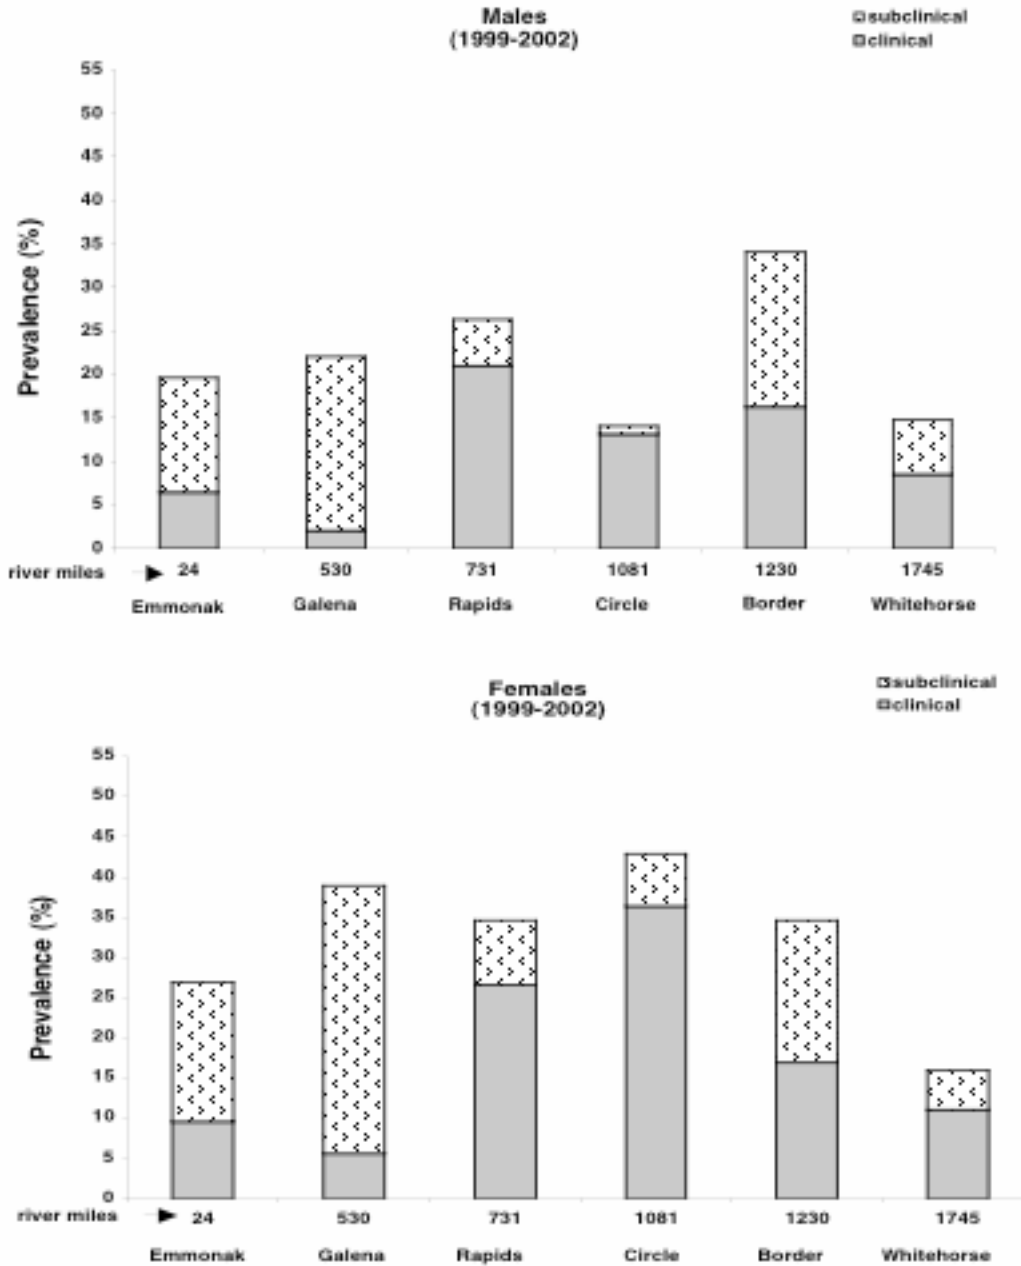 Males
(1999-2002)
subclinical
clinical
Prevalence (%)
55
50
45
40
35
30
25
20
15
10
5
0
river miles 24 530 731 1081 1230 1745
Emmonak Galena Rapids Circle Border Whitehorse
Females
(1999-2002)
subclinical
clinical
Prevalence (%)
55
50
45
40
35
30
25
20
15
10
5
0
river miles 24 530 731 1081 1230 1745
Emmonak Galena Rapids Circle Border Whitehorse